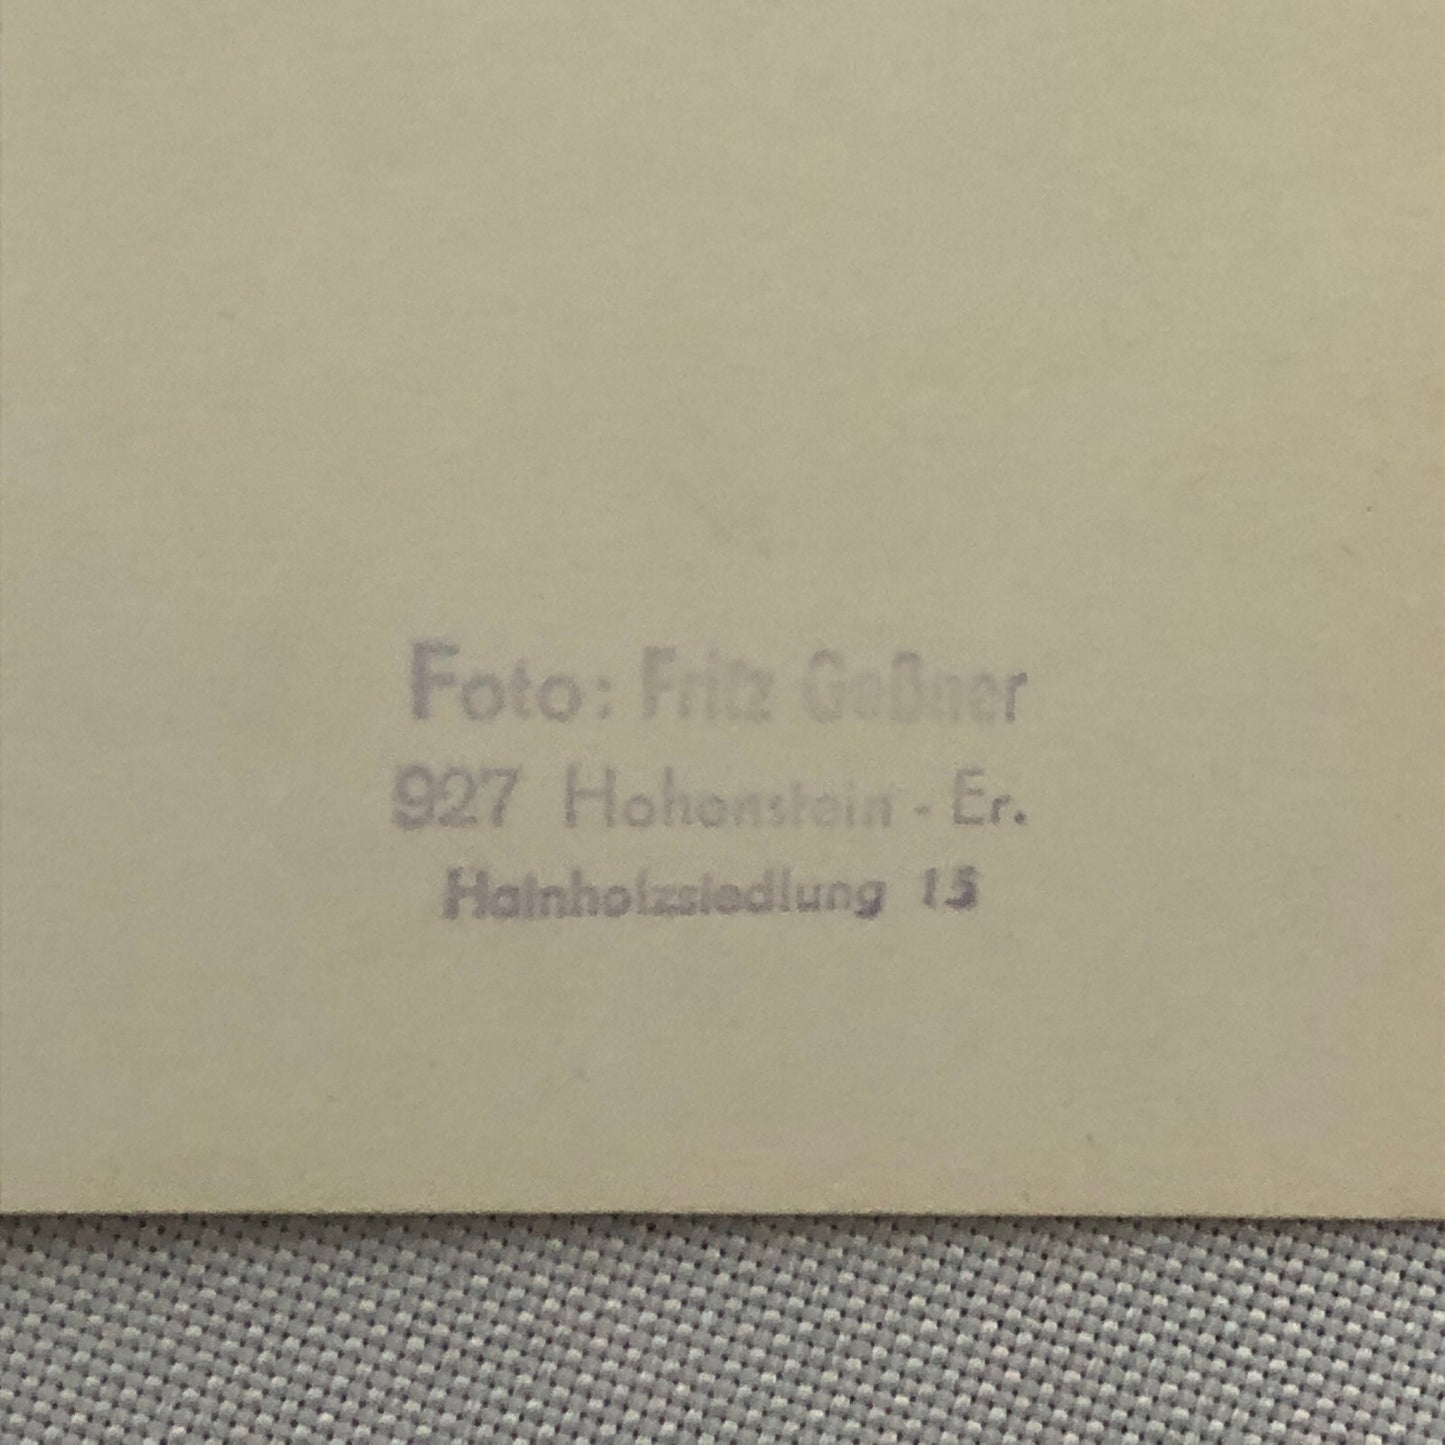 Foto: Fritz Geßner
927 Hohenstein - Er.
Hainholzsiedlung 15